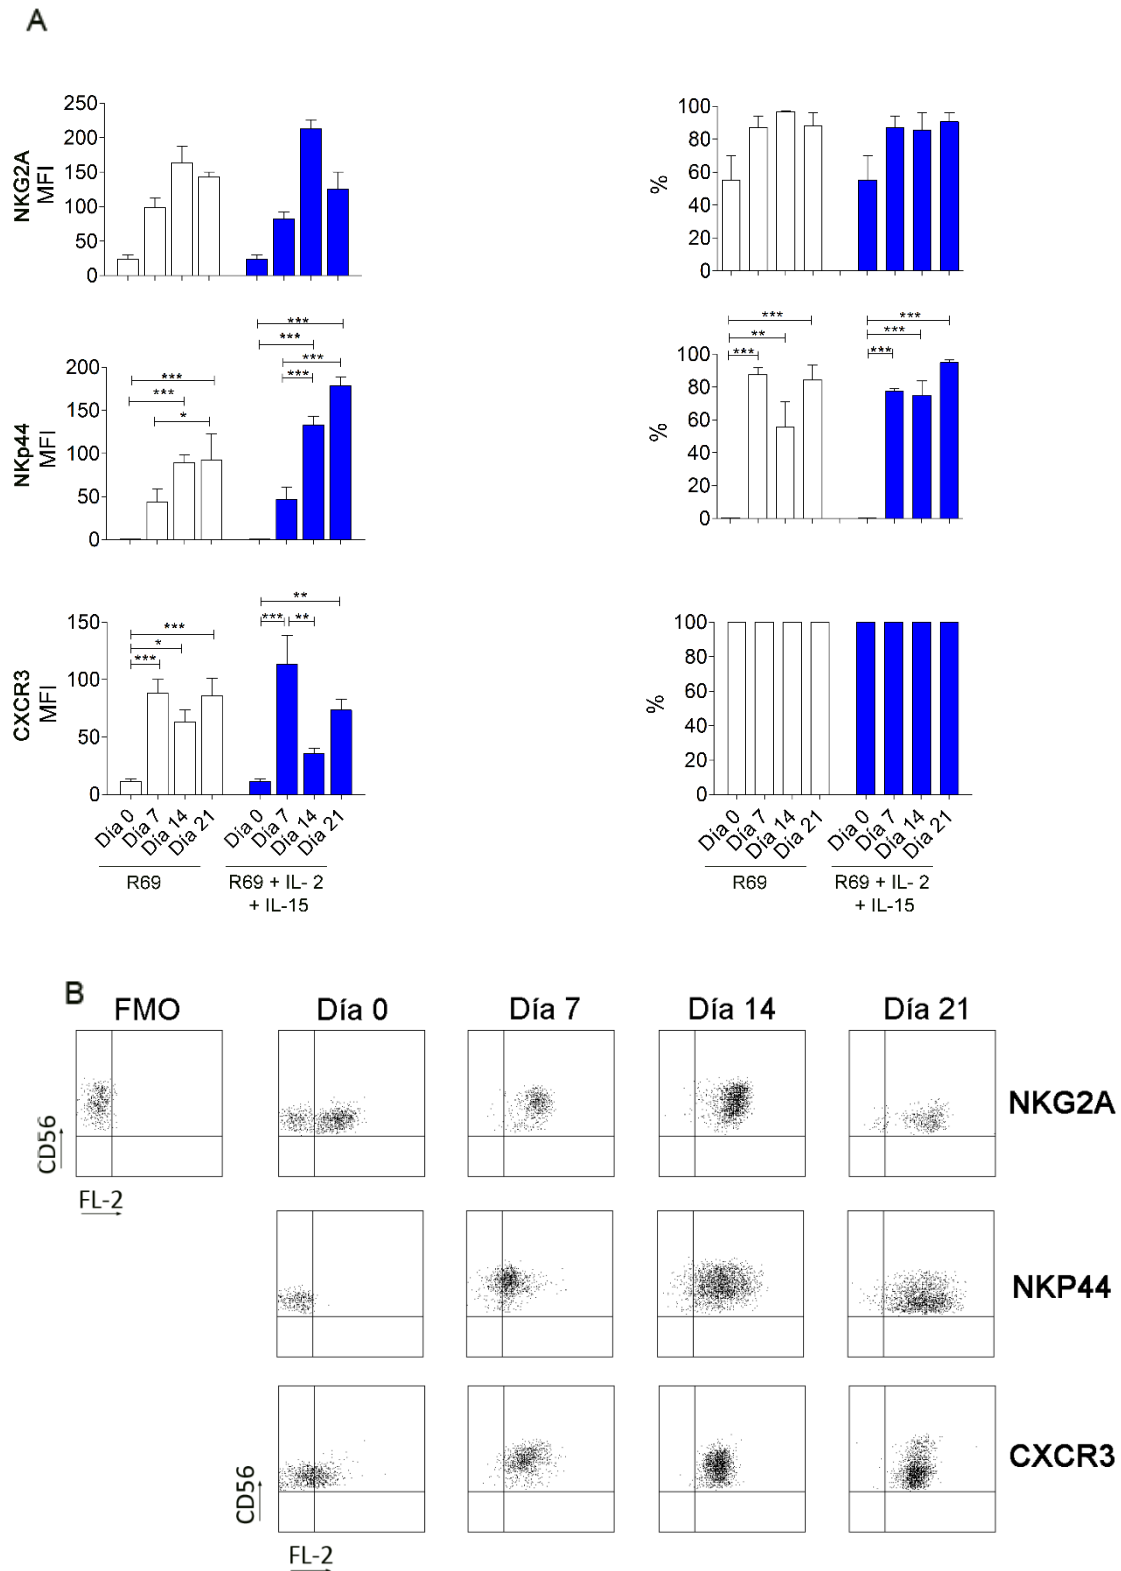 A
250
200
150
100
50
0
NKG2A
MFI
100
80
60
40
20
0
%
***
***
***
***
***
***
*
200
150
100
50
0
NKp44
MFI
***
**
***
***
***
***
100
80
60
40
20
0
%
**
***
**
***
*
***
150
100
50
0
CXCR3
MFI
Día 0
Día 7
Día 14
Día 21
Día 0
Día 7
Día 14
Día 21
R69
R69 + IL- 2
+ IL-15
100
80
60
40
20
0
%
Día 0
Día 7
Día 14
Día 21
Día 0
Día 7
Día 14
Día 21
R69
R69 + IL- 2
+ IL-15
B
FMO Día 0 Día 7 Día 14 Día 21
CD56
FL-2
NKG2A
NKP44
CXCR3
CD56
FL-2